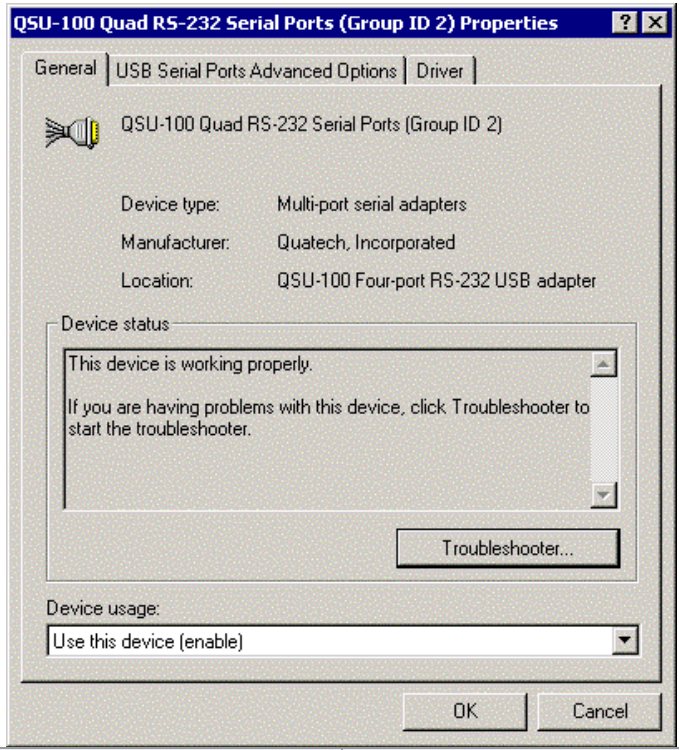 QSU-100 Quad RS-232 Serial Ports (Group ID 2) Properties
General USB Serial Ports Advanced Options Driver
QSU-100 Quad RS-232 Serial Ports (Group ID 2)
Device type: Multi-port serial adapters
Manufacturer: Quatech, Incorporated
Location: QSU-100 Four-port RS-232 USB adapter
Device status
This device is working properly.
If you are having problems with this device, click Troubleshooter to
start the troubleshooter.
Troubleshooter...
Device usage:
Use this device (enable)
OK Cancel